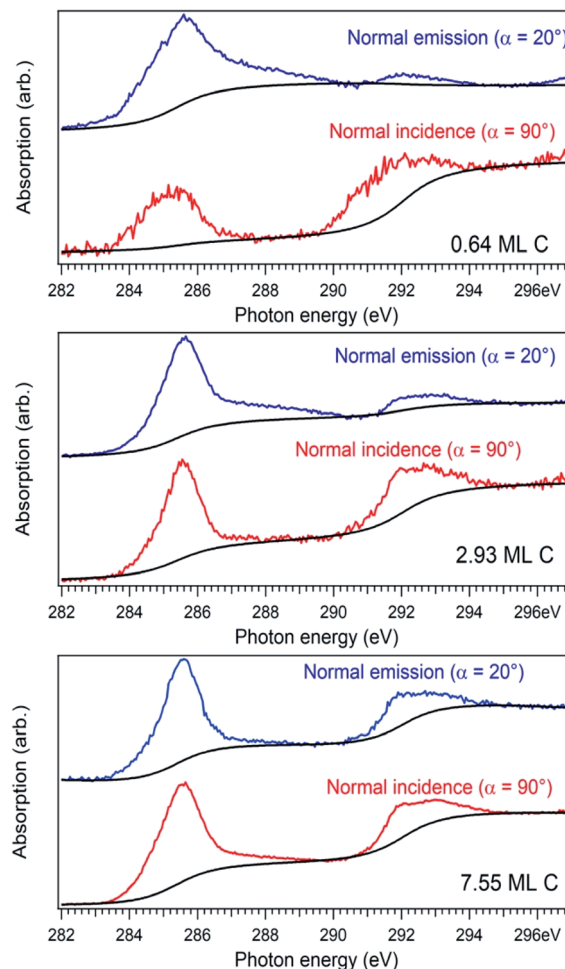 Normal emission (α = 20°)
Normal incidence (α = 90°)
0.64 ML C
Absorption (arb.)
282 284 286 288 290 292 294 296eV
Photon energy (eV)
Normal emission (α = 20°)
Normal incidence (α = 90°)
2.93 ML C
Absorption (arb.)
282 284 286 288 290 292 294 296eV
Photon energy (eV)
Normal emission (α = 20°)
Normal incidence (α = 90°)
7.55 ML C
Absorption (arb.)
282 284 286 288 290 292 294 296eV
Photon energy (eV)